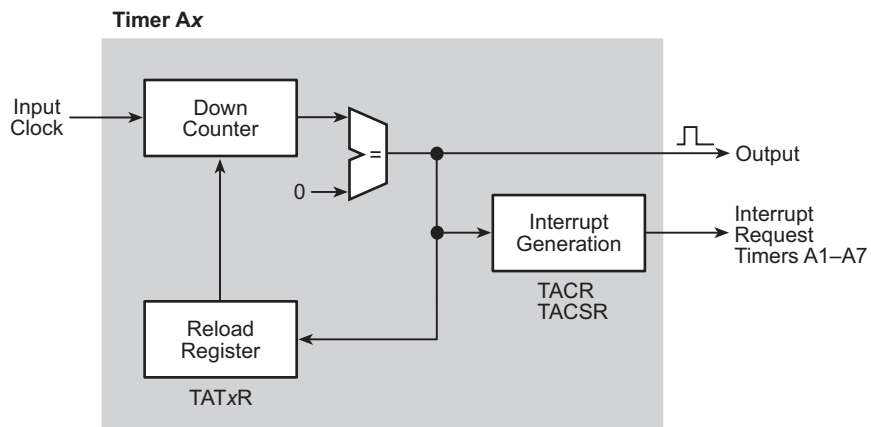 Timer Ax
Input
Clock
Down
Counter
=
0
Output
Interrupt
Generation
Interrupt
Request
Timers A1–A7
TACR
TACSR
Reload
Register
TATxR